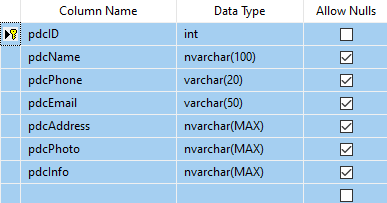 Column Name Data Type Allow Nulls
pdcID int
pdcName nvarchar(100)
pdcPhone varchar(20)
pdcEmail varchar(50)
pdcAddress nvarchar(MAX)
pdcPhoto nvarchar(MAX)
pdcInfo nvarchar(MAX)